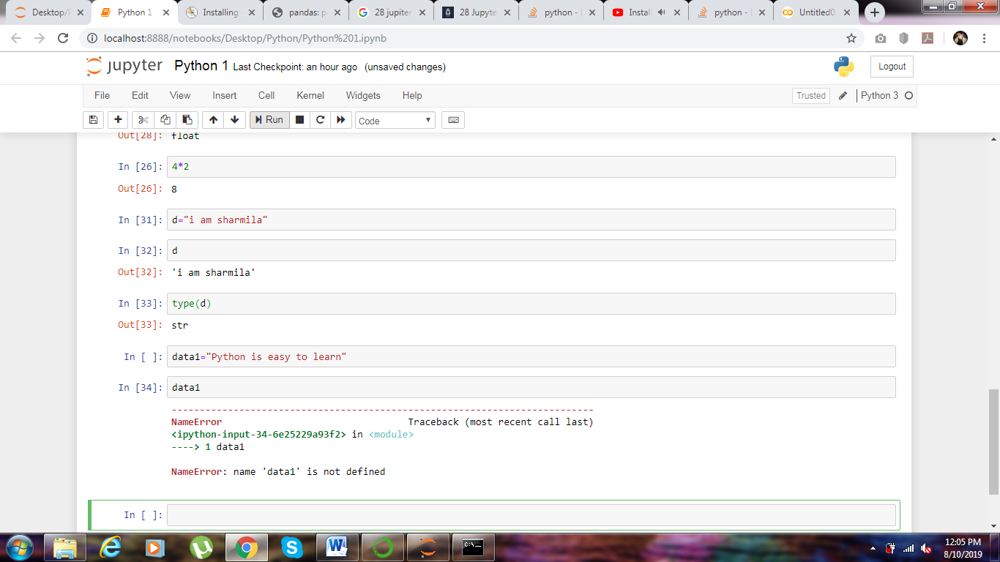 Desktop/P
Python 1
Installing
pandas: p
28 jupiter
28 Jupyte
python - I
Instal
python - I
Untitled0.
localhost:8888/notebooks/Desktop/Python/Python%201.ipynb
jupyter Python 1 Last Checkpoint: an hour ago (unsaved changes)
Logout
File Edit View Insert Cell Kernel Widgets Help
Trusted Python 3
Run Code
Out[28]: float
In [26]: 4*2
Out[26]: 8
In [31]: d="i am sharmila"
In [32]: d
Out[32]: 'i am sharmila'
In [33]: type(d)
Out[33]: str
In [ ]: data1="Python is easy to learn"
In [34]: data1
---------------------------------------------------------------------------
NameError Traceback (most recent call last)
<ipython-input-34-6e25229a93f2> in <module>
----> 1 data1
NameError: name 'data1' is not defined
In [ ]:
12:05 PM
8/10/2019